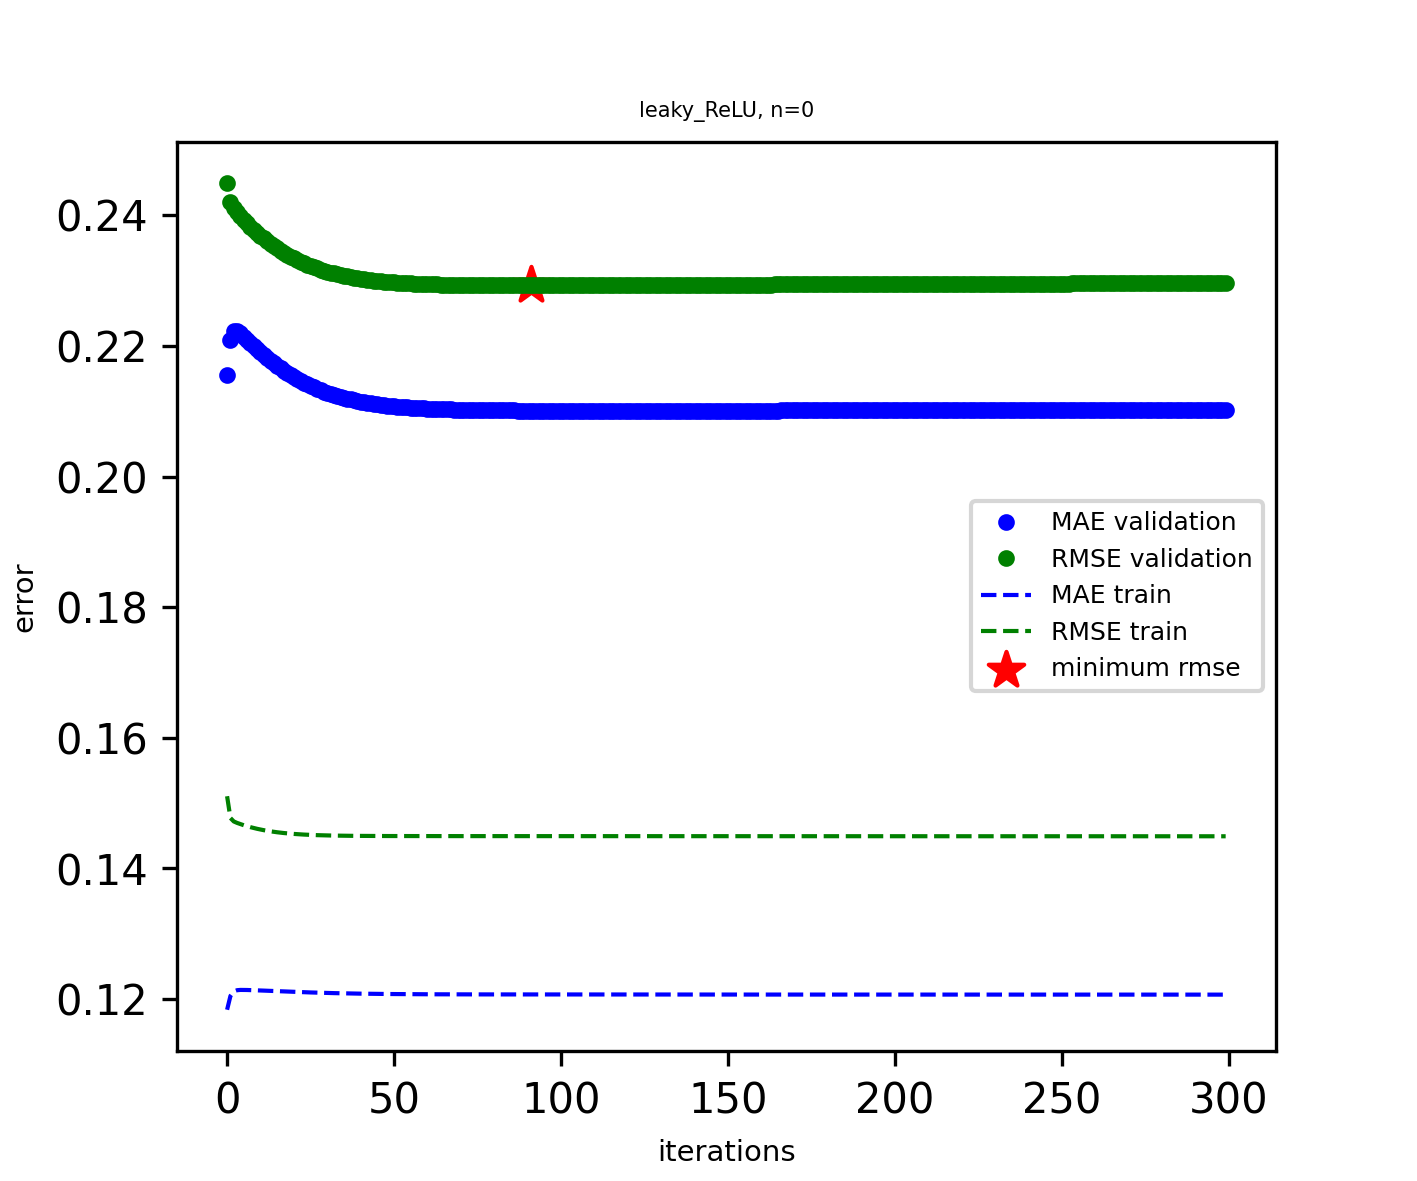 leaky_ReLU, n=0
0.24
0.22
0.20
0.18
0.16
0.14
0.12
error
MAE validation
RMSE validation
MAE train
RMSE train
minimum rmse
0 50 100 150 200 250 300
iterations